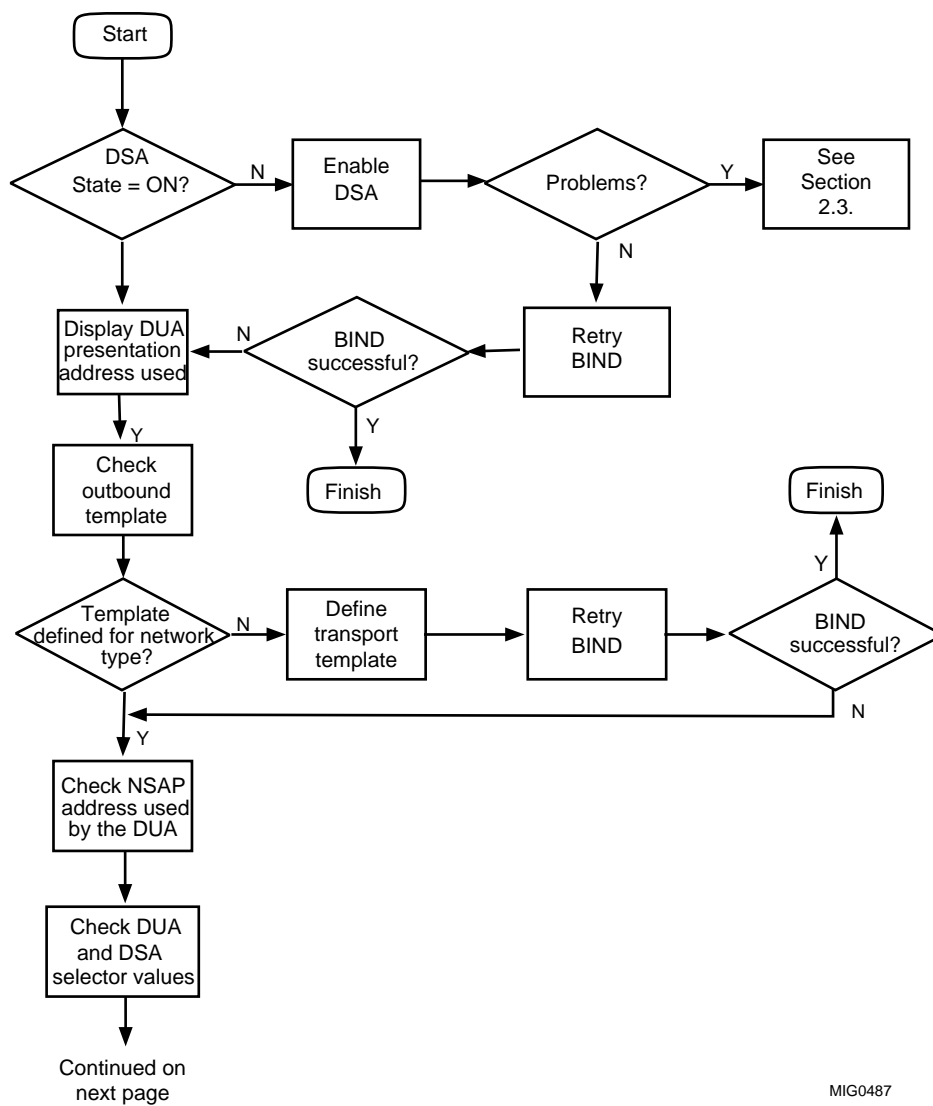 Start
DSA
State = ON?
N
Enable
DSA
Problems?
Y
See
Section
2.3.
N
Display DUA
presentation
address used
N
BIND
successful?
Retry
BIND
Y
Y
Check
outbound
template
Finish
Finish
Y
Template
defined for network
type?
N
Define
transport
template
Retry
BIND
BIND
successful?
N
Y
Check NSAP
address used
by the DUA
Check DUA
and DSA
selector values
Continued on
next page
MIG0487